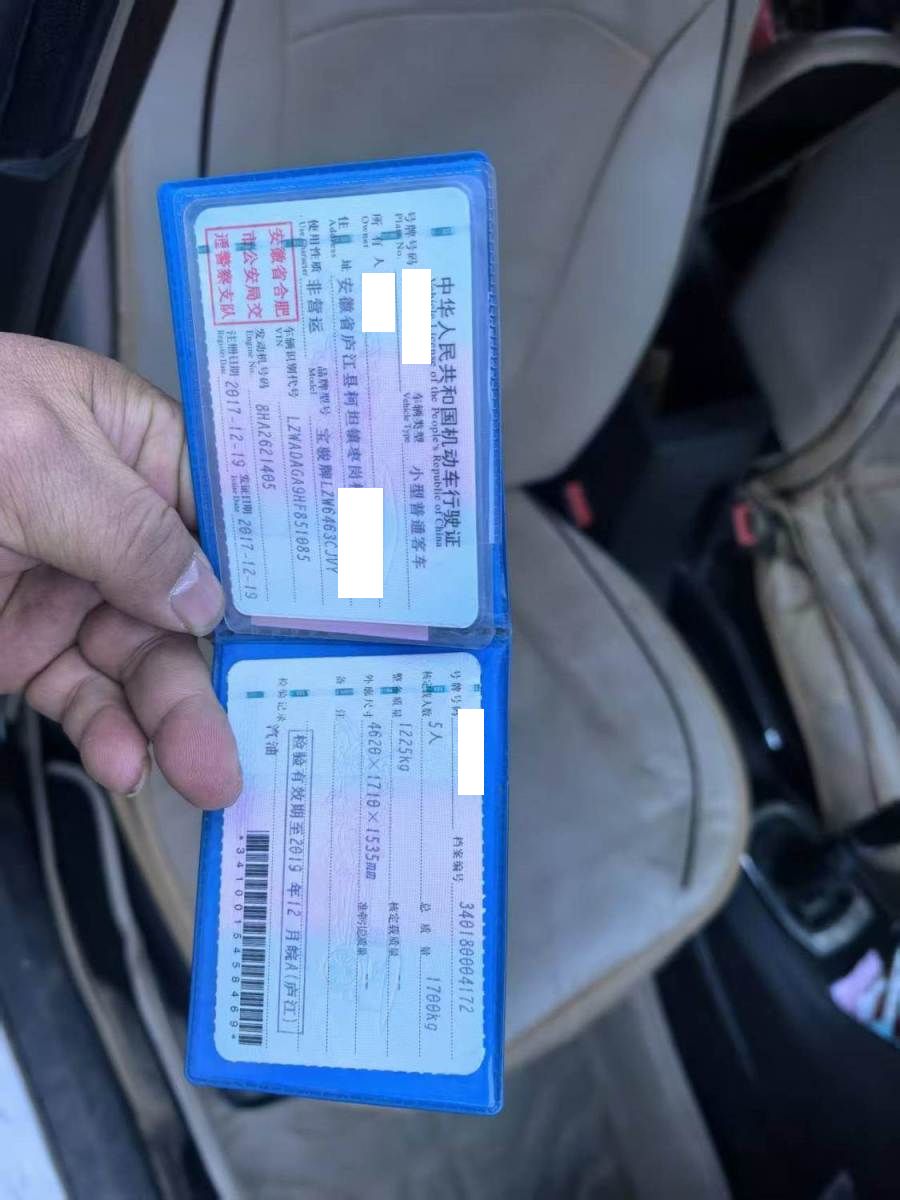 中华人民共和国机动车行驶证
Vehicle License of the People's Republic of China
号牌号码
Plate No.
车辆类型 小型普通客车
Vehicle Type
所有人
Owner
住址 安徽省庐江县柯坦镇枣岗村
Address
使用性质 非营运
Use Character
品牌型号 宝骏牌LZW6463CJVY
Model
安徽省合肥
市公安局交
通警察支队
车辆识别代号 LZWADAGA9HF851085
VIN
发动机号码 8HA2621405
Engine No.
注册日期 2017-12-19 发证日期 2017-12-19
Register Date Issue Date
号牌号码 档案编号 340180004172
核定载人数 5人 总质量 1700kg
整备质量 1225kg 核定载质量 --
外廓尺寸 4620×1710×1535mm 准牵引总质量 --
备注
检验有效期至2019年12月皖A(庐江)
检验记录
汽油
*3410015458469*